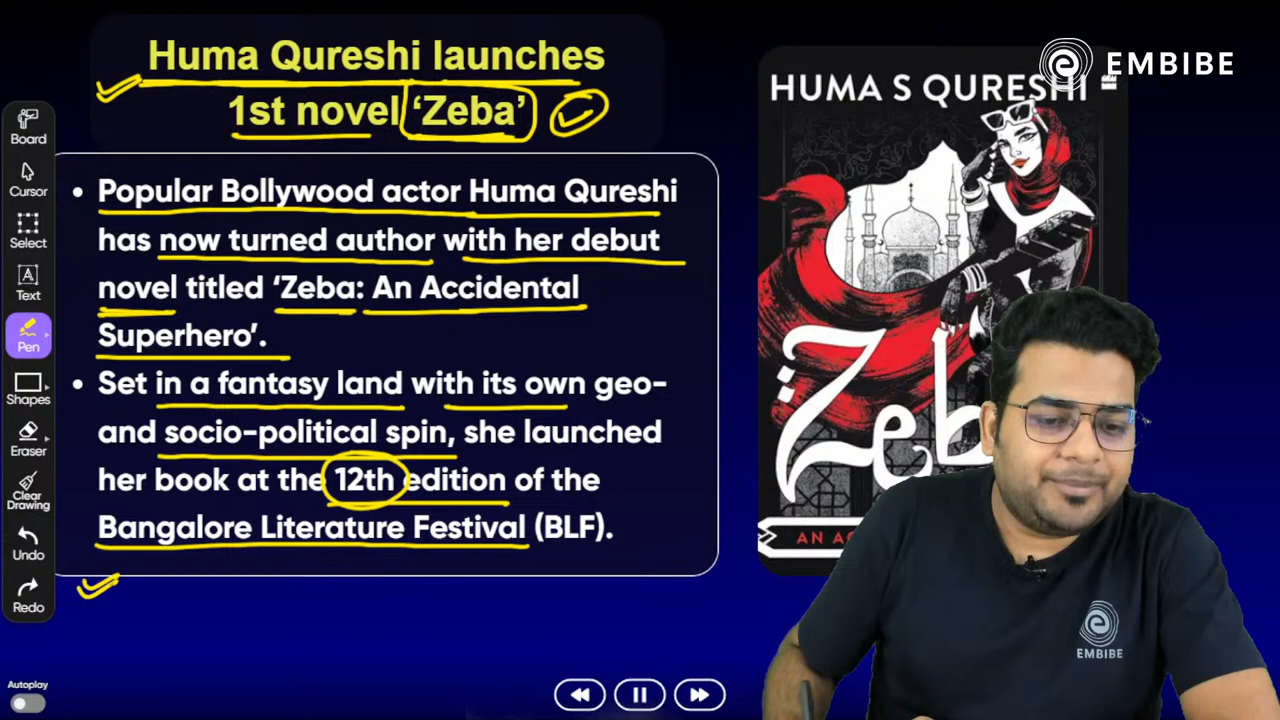 Huma Qureshi launches
1st novel ‘Zeba’
• Popular Bollywood actor Huma Qureshi
has now turned author with her debut
novel titled ‘Zeba: An Accidental
Superhero’.
• Set in a fantasy land with its own geo-
and socio-political spin, she launched
her book at the 12th edition of the
Bangalore Literature Festival (BLF).
Board
Cursor
Select
A
Text
Pen
Shapes
Eraser
Clear
Drawing
Undo
Redo
Autoplay
e EMBIBE
HUMA S QURESHI
Zeb
AN AC
e
EMBIBE